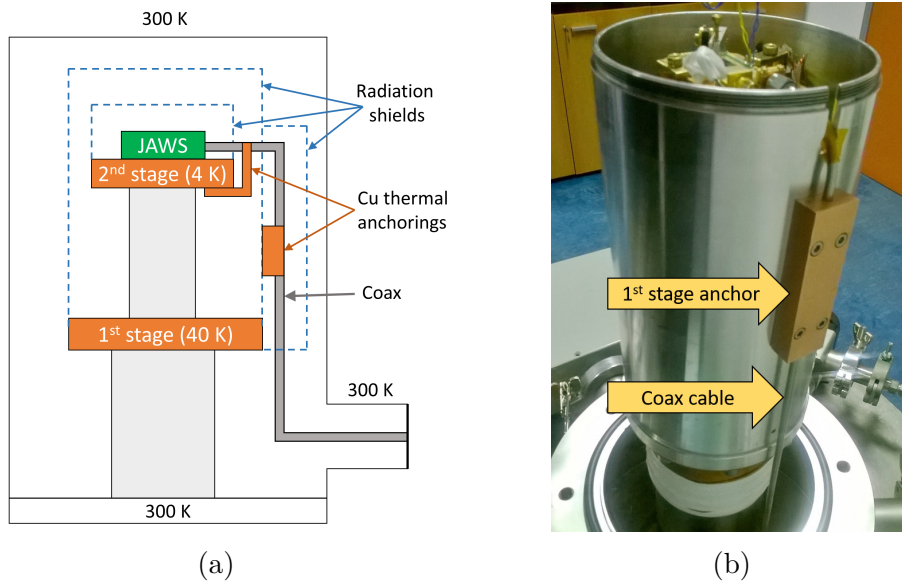 300 K
Radiation
shields
JAWS
2nd stage (4 K)
Cu thermal
anchorings
Coax
1st stage (40 K)
300 K
300 K
(a)
1st stage anchor
Coax cable
(b)